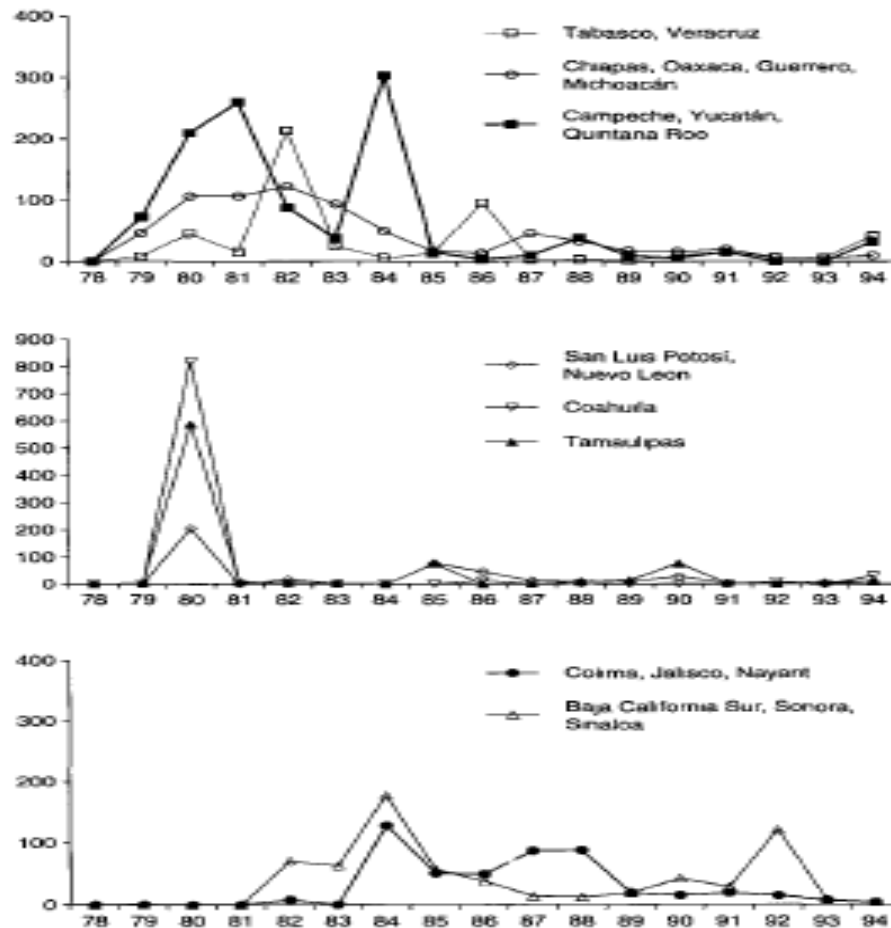 400
Tabasco, Veracruz
Chiapas, Oaxaca, Guerrero,
Michoacán
300
Campeche, Yucatán,
Quintana Roo
200
100
0
78 79 80 81 82 83 84 85 86 87 88 89 90 91 92 93 94
900
800
San Luis Potosí,
Nuevo Leon
700
Coahuila
600
Tamaulipas
500
400
300
200
100
0
78 79 80 81 82 83 84 85 86 87 88 89 90 91 92 93 94
400
Colima, Jalisco, Nayarit
Baja California Sur, Sonora,
Sinaloa
300
200
100
0
78 79 80 81 82 83 84 85 86 87 88 89 90 91 92 93 94